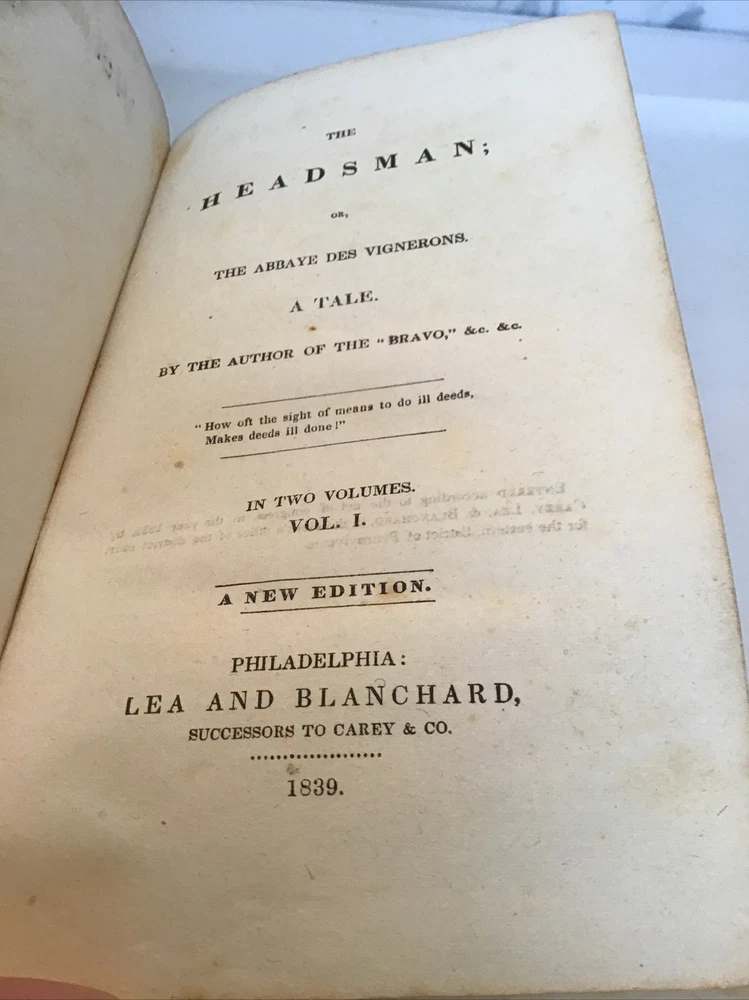 THE
HEADSMAN;
OR,
THE ABBAYE DES VIGNERONS.
A TALE.
BY THE AUTHOR OF THE "BRAVO," &c. &c.
"How oft the sight of means to do ill deeds,
Makes deeds ill done!"
IN TWO VOLUMES.
VOL. I.
A NEW EDITION.
PHILADELPHIA:
LEA AND BLANCHARD,
SUCCESSORS TO CAREY & CO.
1839.